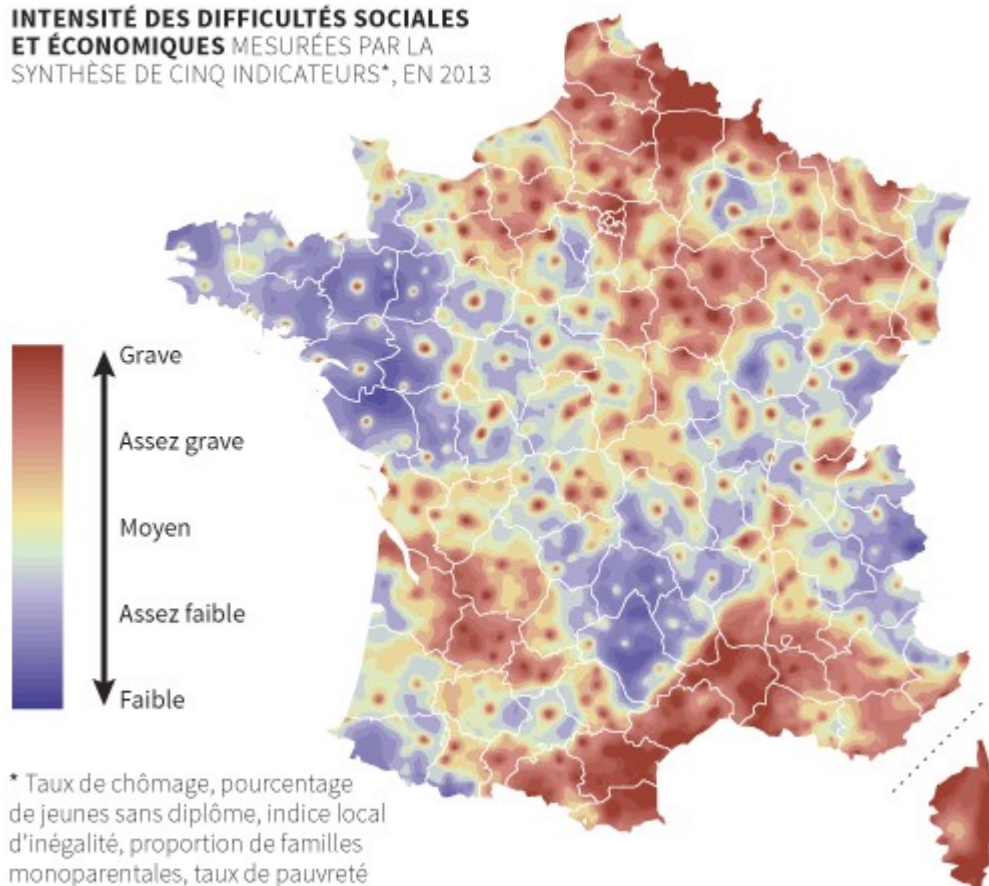 INTENSITÉ DES DIFFICULTÉS SOCIALES
ET ÉCONOMIQUES MESURÉES PAR LA
SYNTHÈSE DE CINQ INDICATEURS*, EN 2013
Grave
Assez grave
Moyen
Assez faible
Faible
* Taux de chômage, pourcentage
de jeunes sans diplôme, indice local
d'inégalité, proportion de familles
monoparentales, taux de pauvreté